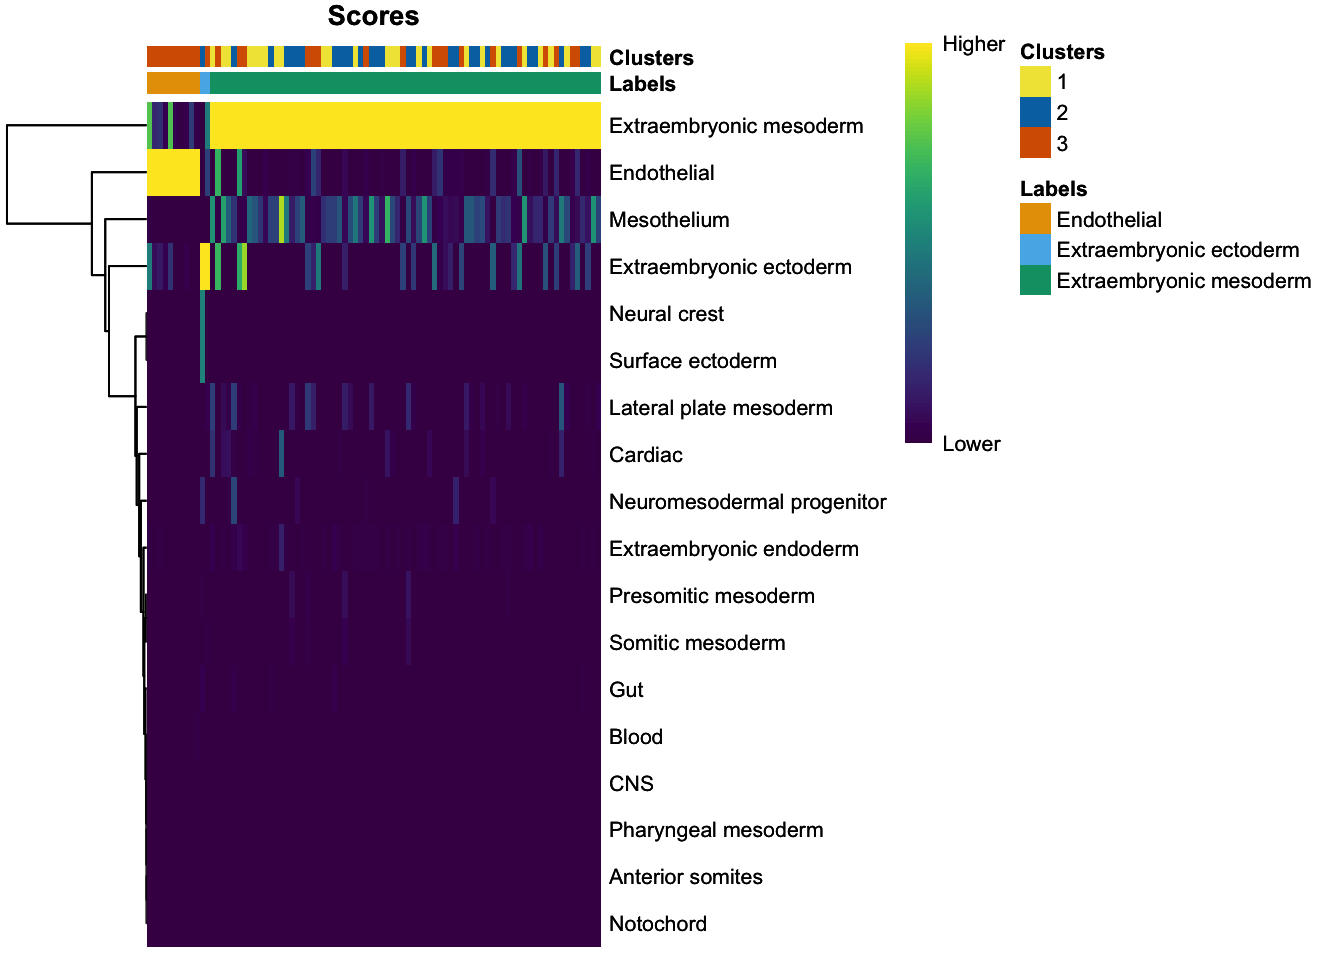 Scores
Clusters
Labels
Extraembryonic mesoderm
Endothelial
Mesothelium
Extraembryonic ectoderm
Neural crest
Surface ectoderm
Lateral plate mesoderm
Cardiac
Neuromesodermal progenitor
Extraembryonic endoderm
Presomitic mesoderm
Somitic mesoderm
Gut
Blood
CNS
Pharyngeal mesoderm
Anterior somites
Notochord
Higher
Lower
Clusters
1
2
3
Labels
Endothelial
Extraembryonic ectoderm
Extraembryonic mesoderm